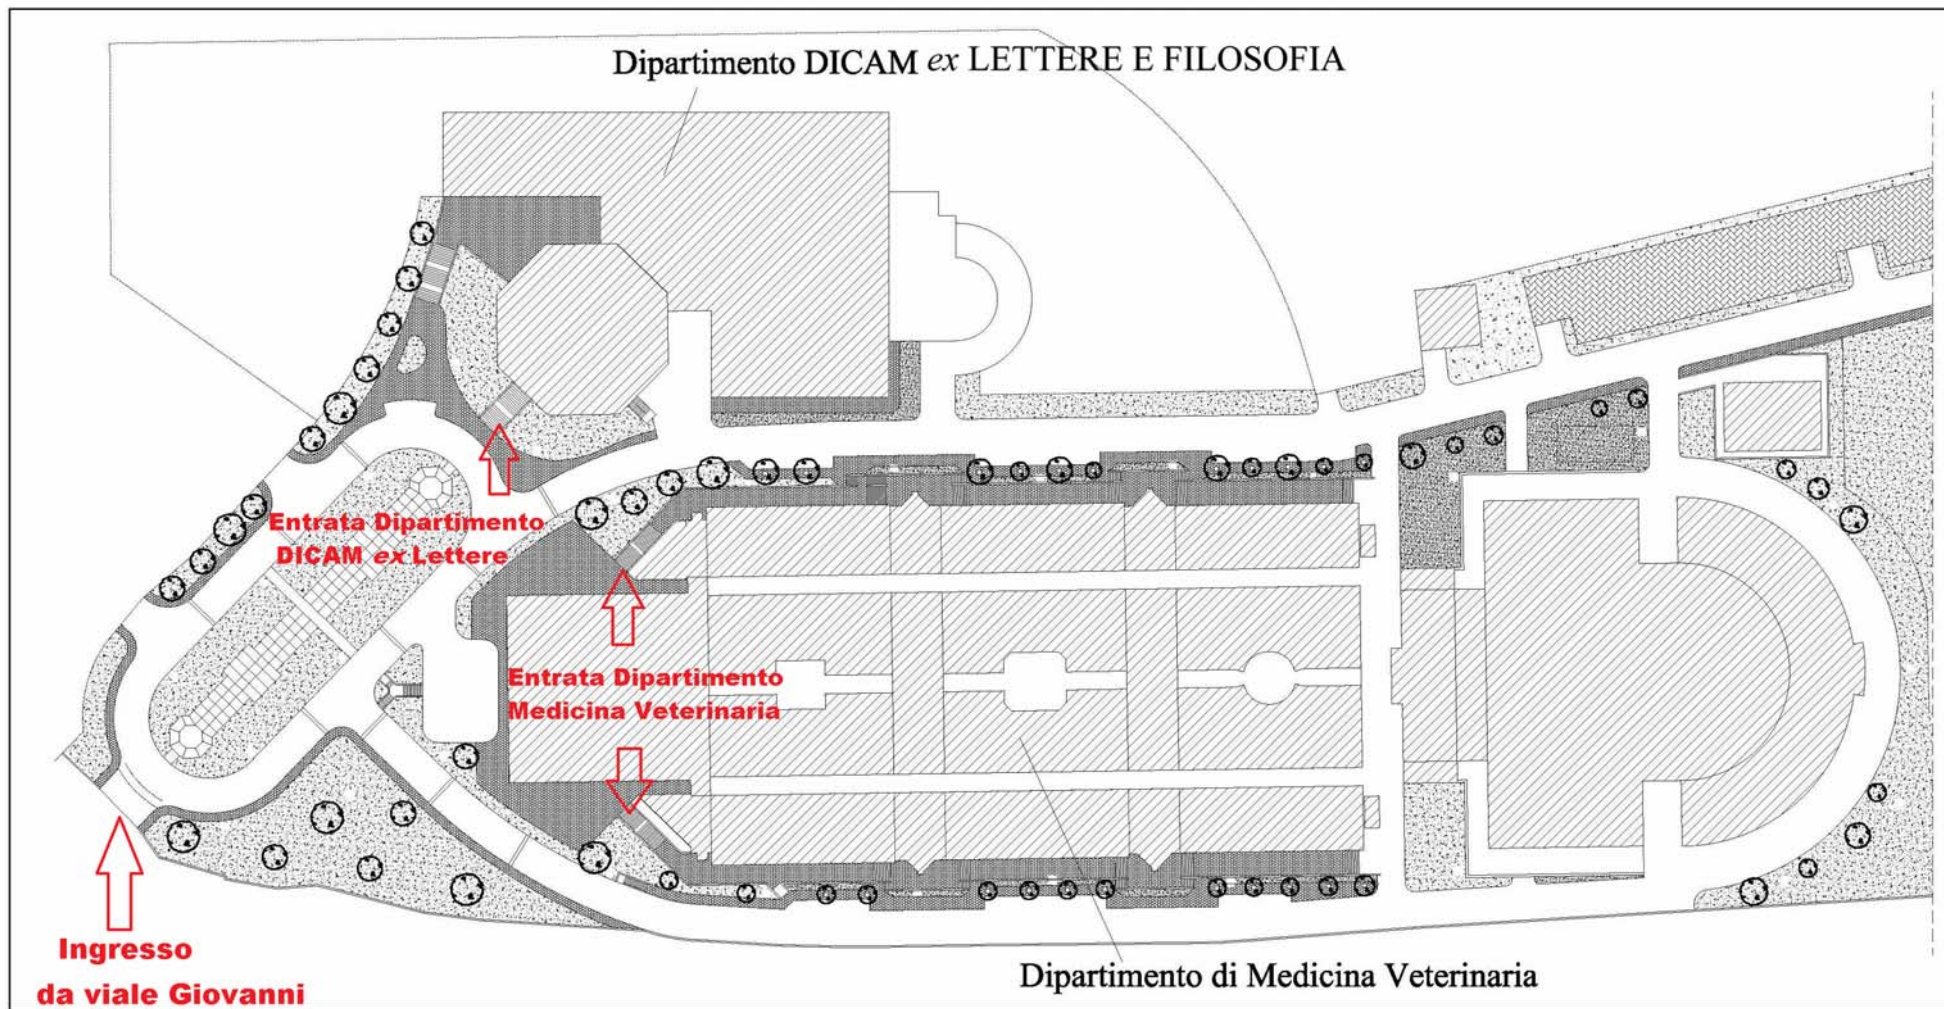 Dipartimento DICAM ex LETTERE E FILOSOFIA
Entrata Dipartimento
DICAM ex Lettere
Entrata Dipartimento
Medicina Veterinaria
Ingresso
da viale Giovanni
Dipartimento di Medicina Veterinaria